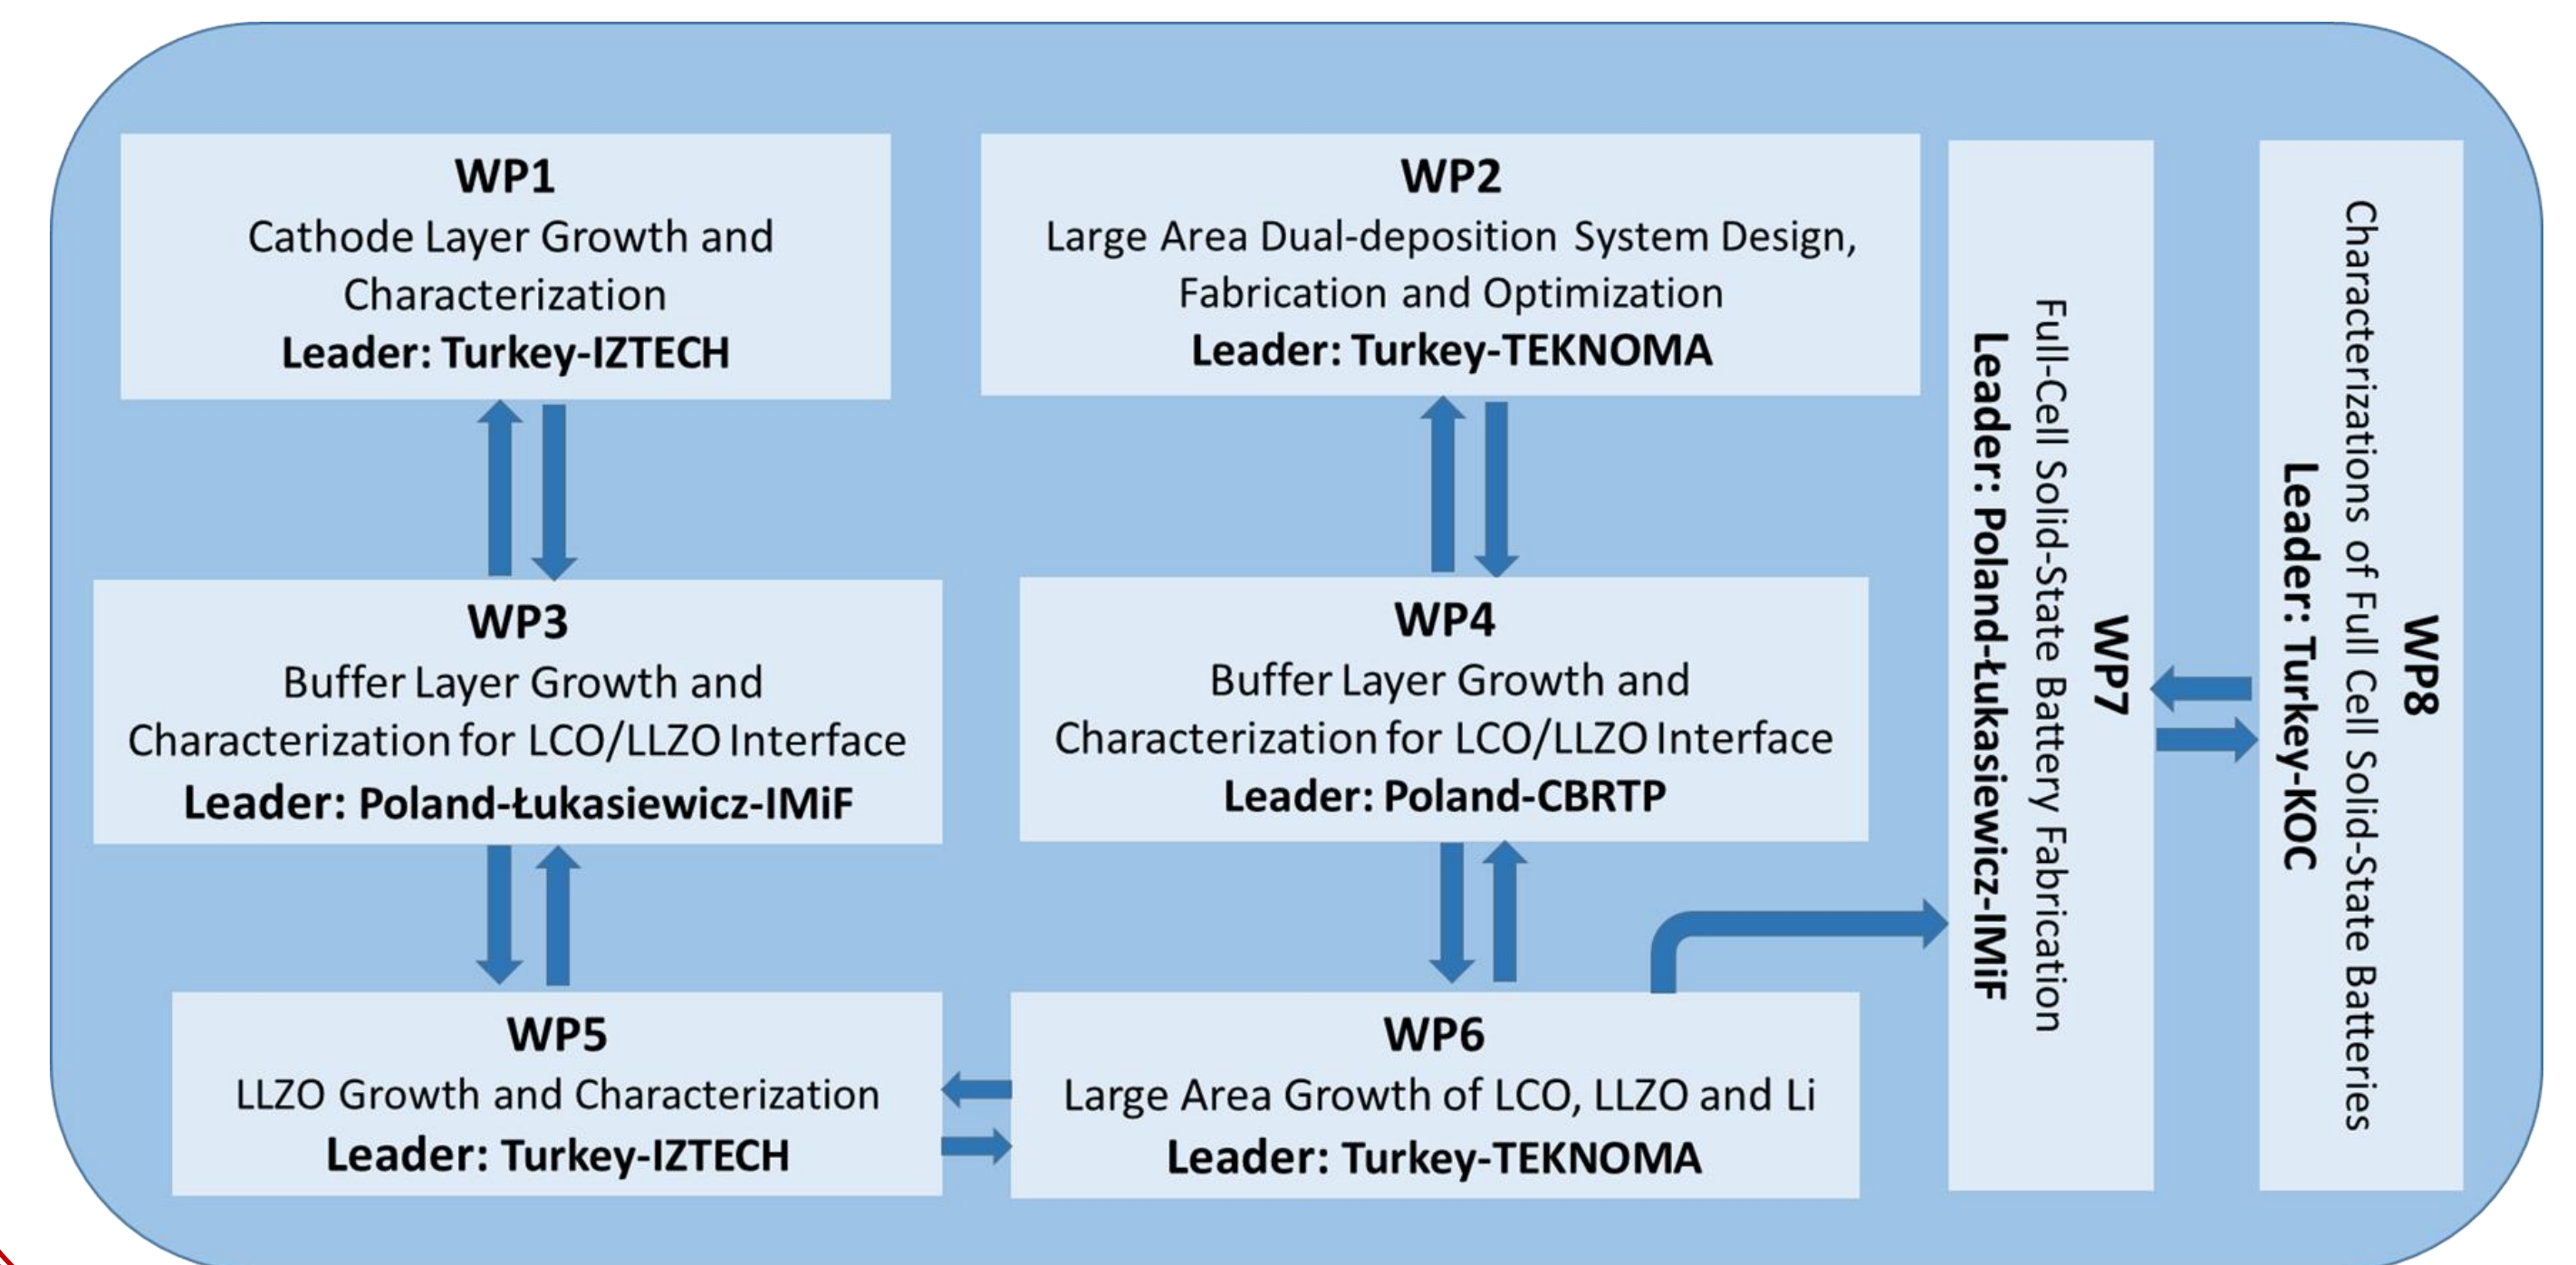 WP1
Cathode Layer Growth and
Characterization
Leader: Turkey-IZTECH
WP2
Large Area Dual-deposition System Design,
Fabrication and Optimization
Leader: Turkey-TEKNOMA
WP3
Buffer Layer Growth and
Characterization for LCO/LLZO Interface
Leader: Poland-Łukasiewicz-IMiF
WP4
Buffer Layer Growth and
Characterization for LCO/LLZO Interface
Leader: Poland-CBRTP
WP5
LLZO Growth and Characterization
Leader: Turkey-IZTECH
WP6
Large Area Growth of LCO, LLZO and Li
Leader: Turkey-TEKNOMA
WP7
Full-Cell Solid-State Battery Fabrication
Leader: Poland-Łukasiewicz-IMiF
WP8
Characterizations of Full Cell Solid-State Batteries
Leader: Turkey-KOC